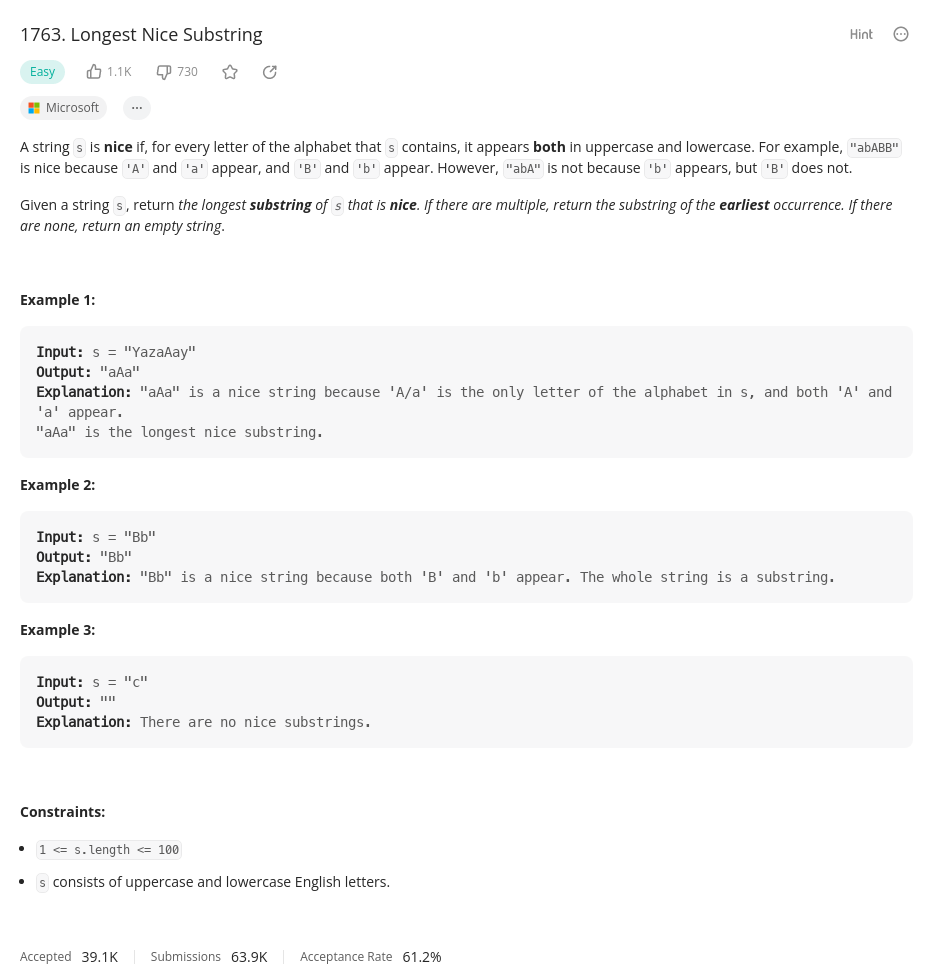 1763. Longest Nice Substring
Hint
Easy 1.1K 730
Microsoft ...
A string s is nice if, for every letter of the alphabet that s contains, it appears both in uppercase and lowercase. For example, "abABB"
is nice because 'A' and 'a' appear, and 'B' and 'b' appear. However, "abA" is not because 'b' appears, but 'B' does not.
Given a string s, return the longest substring of s that is nice. If there are multiple, return the substring of the earliest occurrence. If there
are none, return an empty string.
Example 1:
Input: s = "YazaAay"
Output: "aAa"
Explanation: "aAa" is a nice string because 'A/a' is the only letter of the alphabet in s, and both 'A' and
'a' appear.
"aAa" is the longest nice substring.
Example 2:
Input: s = "Bb"
Output: "Bb"
Explanation: "Bb" is a nice string because both 'B' and 'b' appear. The whole string is a substring.
Example 3:
Input: s = "c"
Output: ""
Explanation: There are no nice substrings.
Constraints:
• 1 <= s.length <= 100
• s consists of uppercase and lowercase English letters.
Accepted 39.1K Submissions 63.9K Acceptance Rate 61.2%